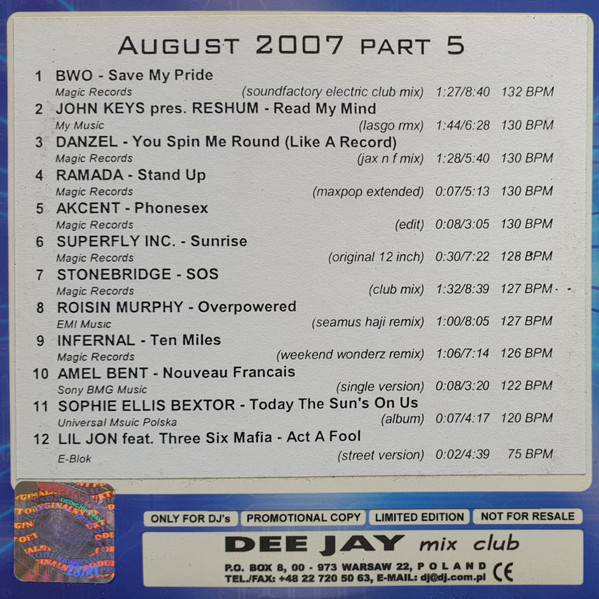 AUGUST 2007 PART 5
1 BWO - Save My Pride
Magic Records (soundfactory electric club mix) 1:27/8:40 132 BPM
2 JOHN KEYS pres. RESHUM - Read My Mind
My Music (lasgo rmx) 1:44/6:28 130 BPM
3 DANZEL - You Spin Me Round (Like A Record)
Magic Records (jax n f mix) 1:28/5:40 130 BPM
4 RAMADA - Stand Up
Magic Records (maxpop extended) 0:07/5:13 130 BPM
5 AKCENT - Phonesex
Magic Records (edit) 0:08/3:05 130 BPM
6 SUPERFLY INC. - Sunrise
Magic Records (original 12 inch) 0:30/7:22 128 BPM
7 STONEBRIDGE - SOS
Magic Records (club mix) 1:32/8:39 127 BPM
8 ROISIN MURPHY - Overpowered
EMI Music (seamus haji remix) 1:00/8:05 127 BPM
9 INFERNAL - Ten Miles
Magic Records (weekend wonderz remix) 1:06/7:14 126 BPM
10 AMEL BENT - Nouveau Francais
Sony BMG Music (single version) 0:08/3:20 122 BPM
11 SOPHIE ELLIS BEXTOR - Today The Sun's On Us
Universal Msuic Polska (album) 0:07/4:17 120 BPM
12 LIL JON feat. Three Six Mafia - Act A Fool
E-Blok (street version) 0:02/4:39 75 BPM
ONLY FOR DJ's PROMOTIONAL COPY LIMITED EDITION NOT FOR RESALE
DEE JAY mix club
P.O. BOX 8, 00 - 973 WARSAW 22, POLAND
TEL./FAX: +48 22 720 50 63, E-MAIL: dj@dj.com.pl CE